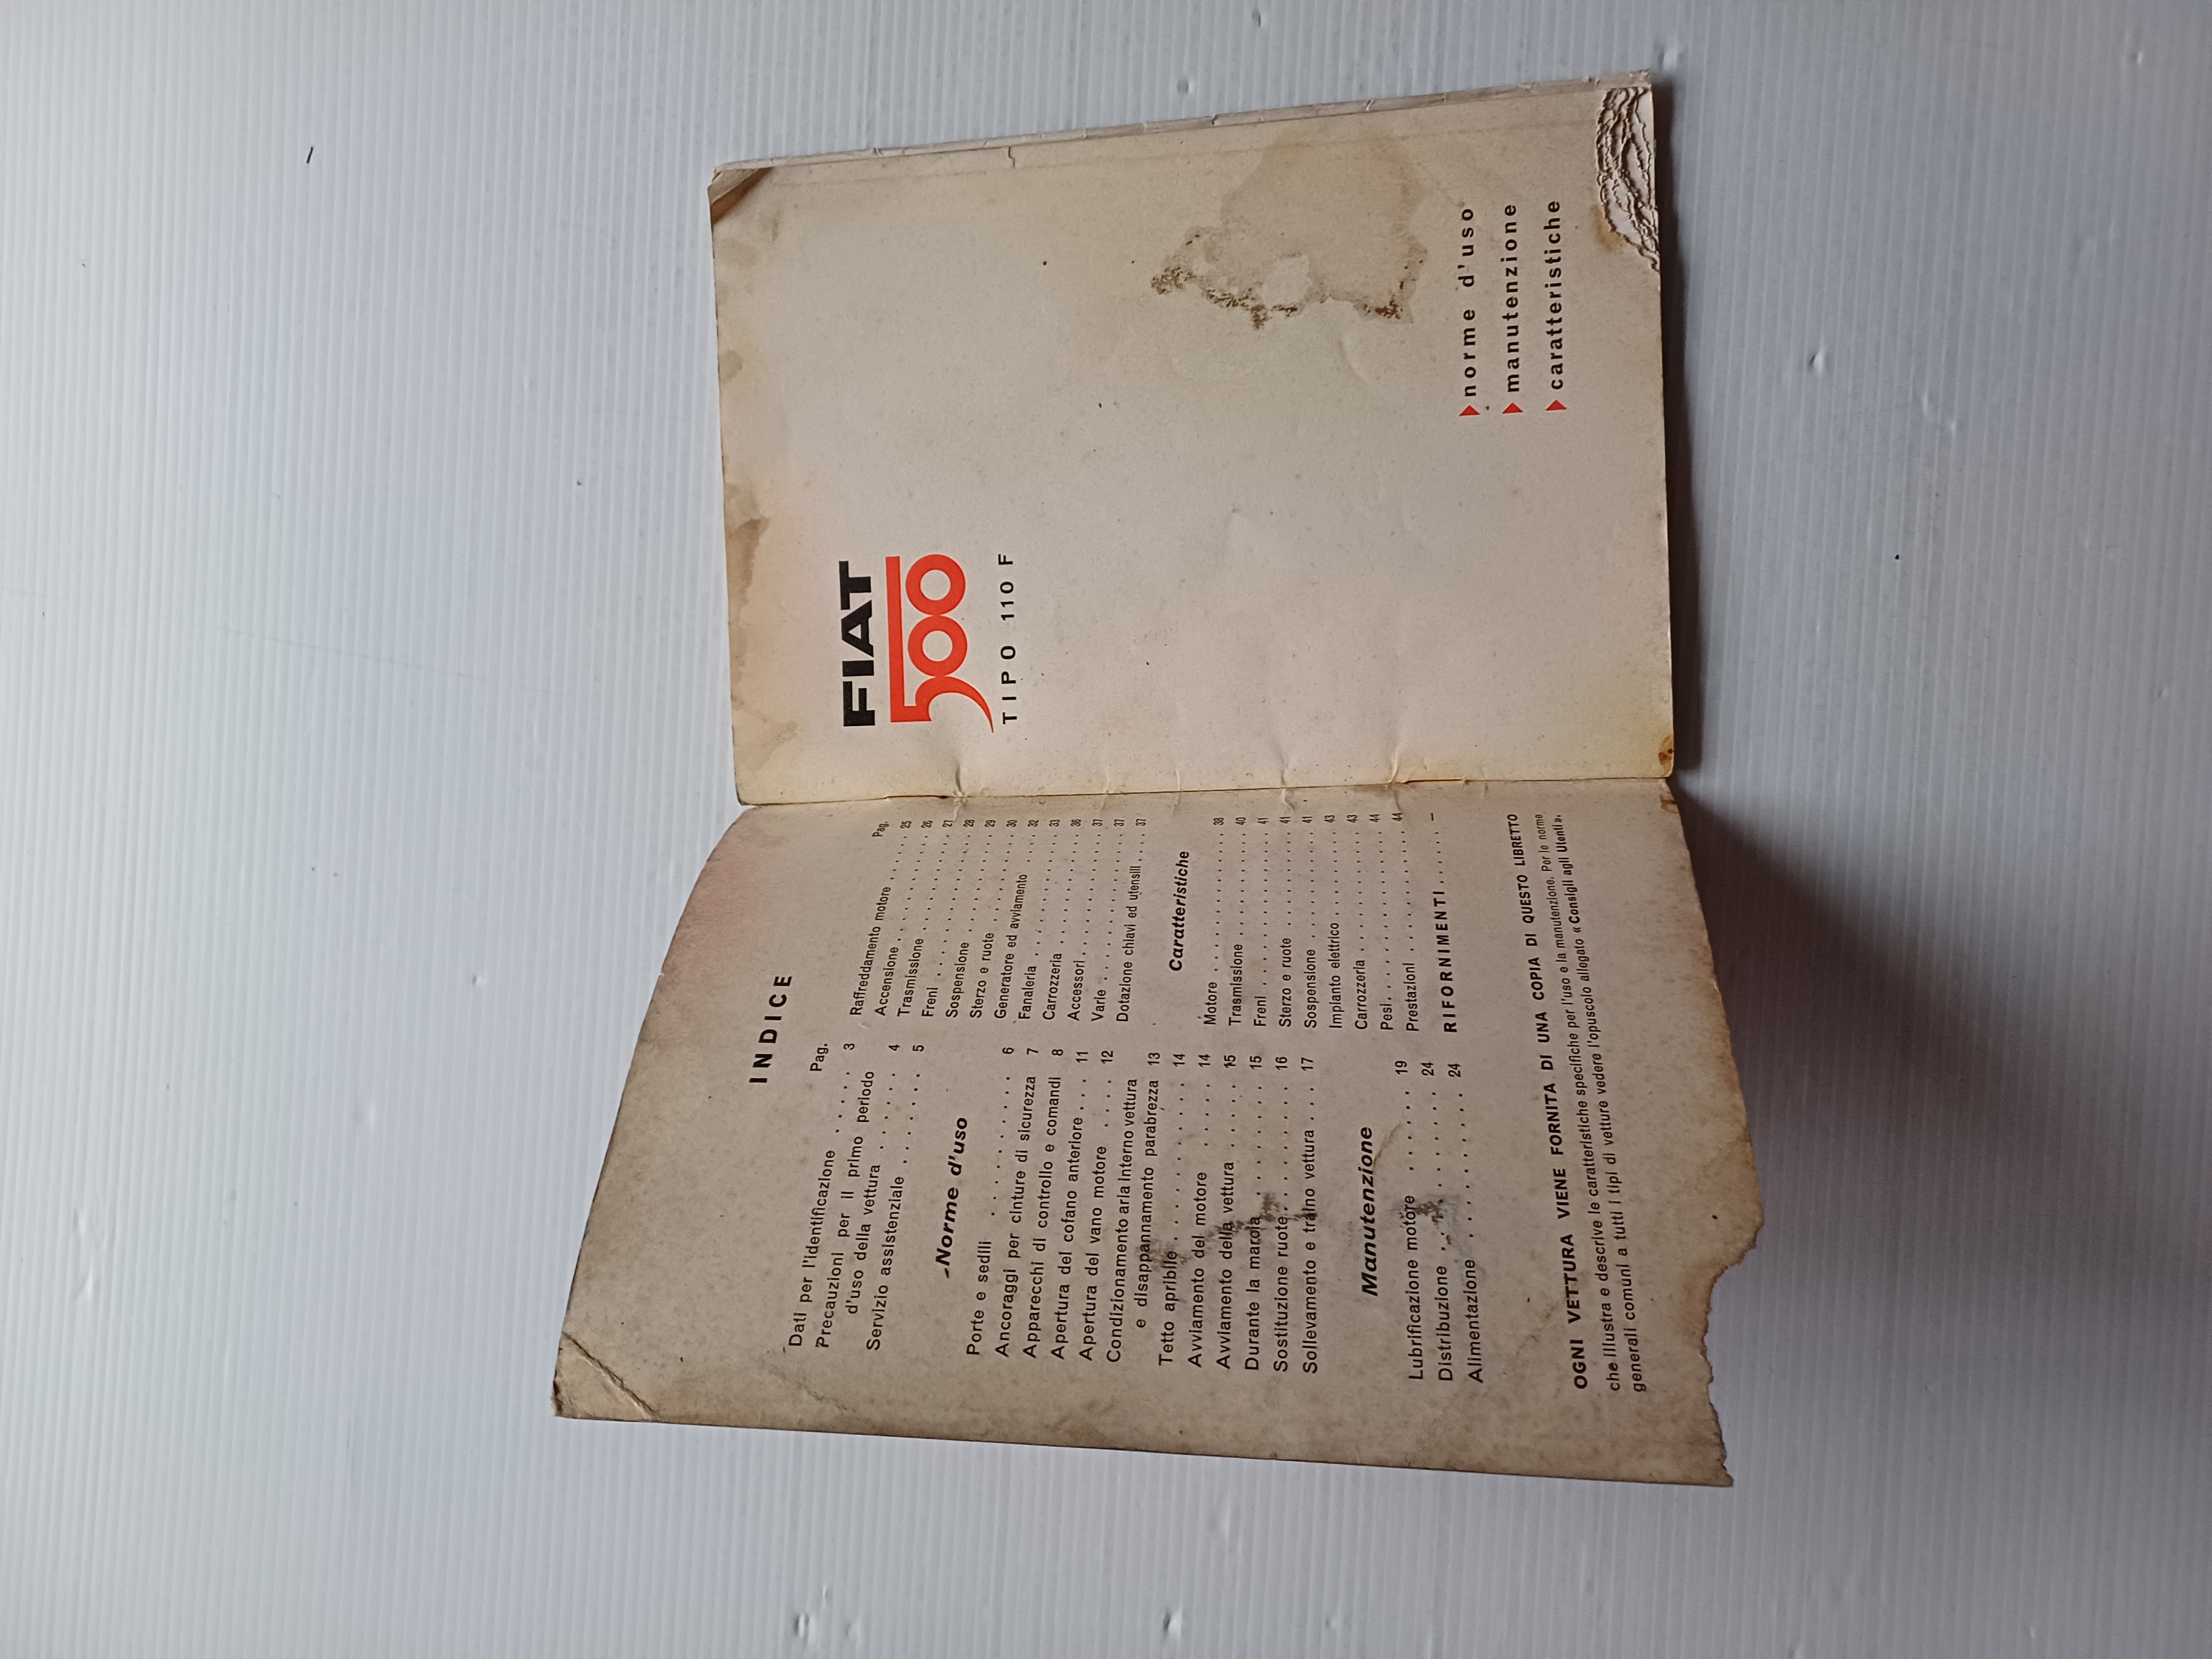 INDICE
Pag.
Dati per l'identificazione . . . . . 3
Precauzioni per il primo periodo
d'uso della vettura . . . . . . 4
Servizio assistenziale . . . . . . . 5
Norme d'uso
Porte e sedili . . . . . . . . . 6
Ancoraggi per cinture di sicurezza 7
Apparecchi di controllo e comandi 8
Apertura del cofano anteriore . . . 11
Apertura del vano motore . . . . 12
Condizionamento aria interno vettura
e disappannamento parabrezza 13
Tetto apribile . . . . . . . . . . 14
Avviamento del motore . . . . . 14
Avviamento della vettura . . . . . 15
Durante la marcia . . . . . . . . 15
Sostituzione ruote . . . . . . . . 16
Sollevamento e traino vettura . . . 17
Manutenzione
Lubrificazione motore . . . . . . 19
Distribuzione . . . . . . . . . . 24
Alimentazione . . . . . . . . . . 24
Pag.
Raffreddamento motore . . . . . . 25
Accensione . . . . . . . . . . . 26
Trasmissione . . . . . . . . . . 27
Freni . . . . . . . . . . . . . 28
Sospensione . . . . . . . . . . 29
Sterzo e ruote . . . . . . . . . 30
Generatore ed avviamento . . . . . 32
Fanaleria . . . . . . . . . . . . 33
Carrozzeria . . . . . . . . . . . 36
Accessori . . . . . . . . . . . . 37
Varie . . . . . . . . . . . . . 37
Dotazione chiavi ed utensili . . . . 37
Caratteristiche
Motore . . . . . . . . . . . . . 38
Trasmissione . . . . . . . . . . 40
Freni . . . . . . . . . . . . . 41
Sterzo e ruote . . . . . . . . . 41
Sospensione . . . . . . . . . . 41
Impianto elettrico . . . . . . . . 43
Carrozzeria . . . . . . . . . . . 43
Pesi . . . . . . . . . . . . . . 44
Prestazioni . . . . . . . . . . . 44
RIFORNIMENTI . . . . . . . —
OGNI VETTURA VIENE FORNITA DI UNA COPIA DI QUESTO LIBRETTO
che illustra e descrive le caratteristiche specifiche per l'uso e la manutenzione. Per le norme
generali comuni a tutti i tipi di vetture vedere l'opuscolo allegato « Consigli agli Utenti ».
FIAT
500
TIPO 110 F
norme d'uso
manutenzione
caratteristiche